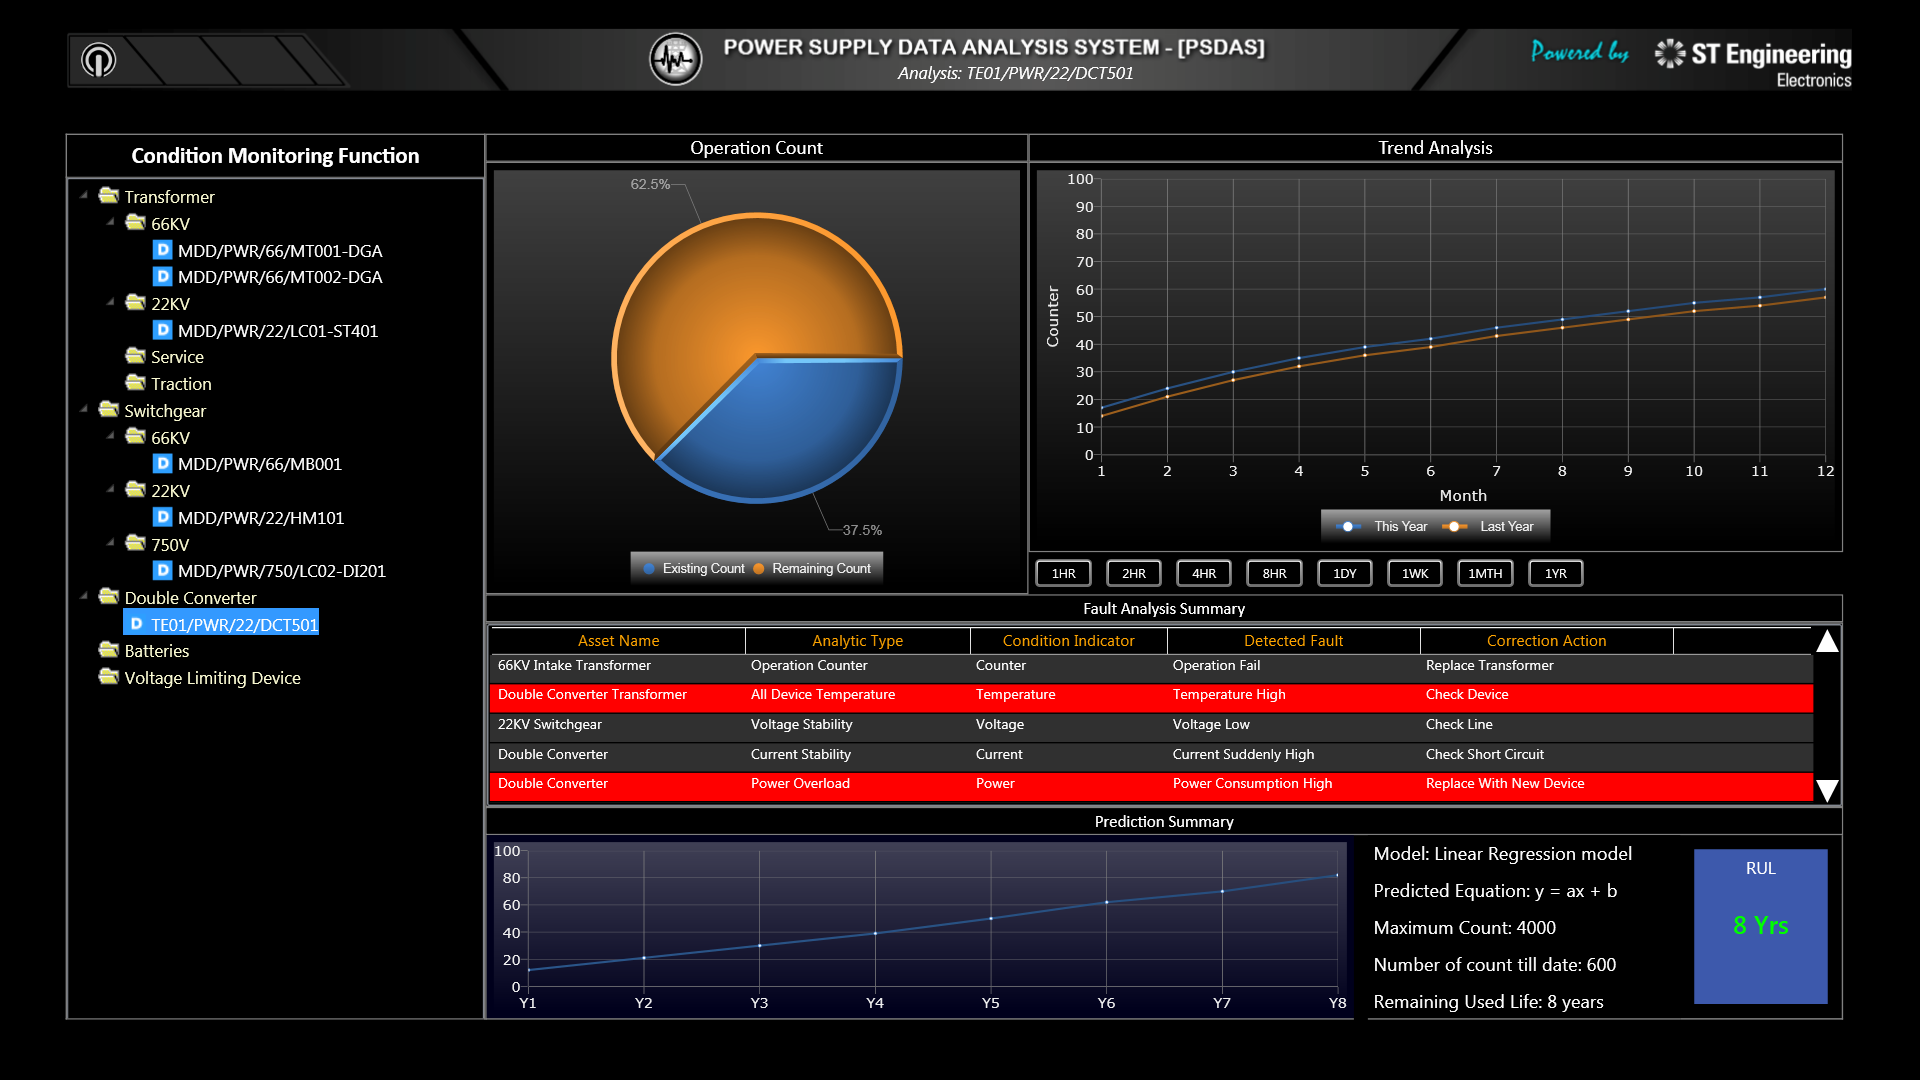 POWER SUPPLY DATA ANALYSIS SYSTEM - [PSDAS]
Analysis: TE01/PWR/22/DCT501
Powered by
ST Engineering
Electronics
Condition Monitoring Function
Transformer
66KV
D MDD/PWR/66/MT001-DGA
D MDD/PWR/66/MT002-DGA
22KV
D MDD/PWR/22/LC01-ST401
Service
Traction
Switchgear
66KV
D MDD/PWR/66/MB001
22KV
D MDD/PWR/22/HM101
750V
D MDD/PWR/750/LC02-DI201
Double Converter
D TE01/PWR/22/DCT501
Batteries
Voltage Limiting Device
Operation Count
62.5%
37.5%
Existing Count Remaining Count
Trend Analysis
100
90
80
70
60
50
40
30
20
10
0
Counter
1 2 3 4 5 6 7 8 9 10 11 12
Month
This Year Last Year
1HR 2HR 4HR 8HR 1DY 1WK 1MTH 1YR
Fault Analysis Summary
Asset Name Analytic Type Condition Indicator Detected Fault Correction Action
66KV Intake Transformer Operation Counter Counter Operation Fail Replace Transformer
Double Converter Transformer All Device Temperature Temperature Temperature High Check Device
22KV Switchgear Voltage Stability Voltage Voltage Low Check Line
Double Converter Current Stability Current Current Suddenly High Check Short Circuit
Double Converter Power Overload Power Power Consumption High Replace With New Device
Prediction Summary
100
80
60
40
20
0
Y1 Y2 Y3 Y4 Y5 Y6 Y7 Y8
Model: Linear Regression model
Predicted Equation: y = ax + b
Maximum Count: 4000
Number of count till date: 600
Remaining Used Life: 8 years
RUL
8 Yrs